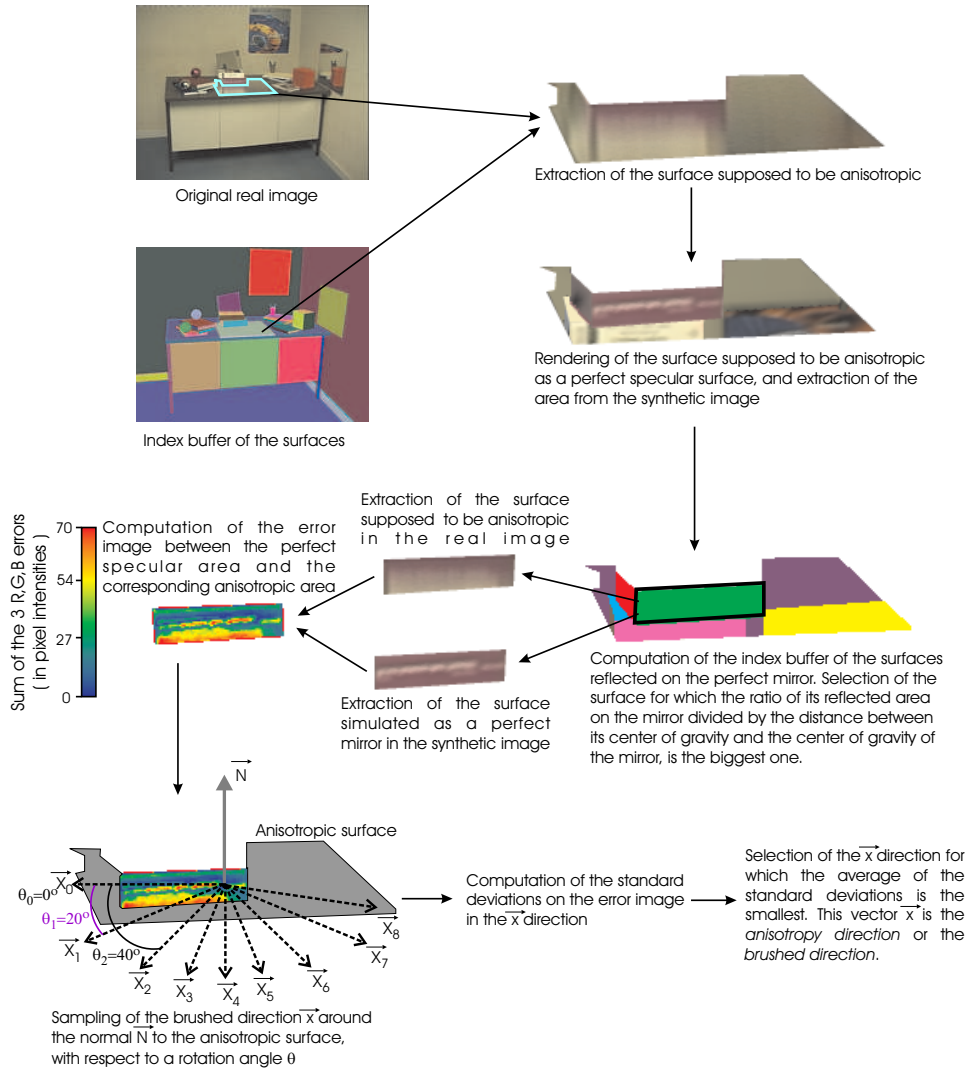 Original real image
Extraction of the surface supposed to be anisotropic
Index buffer of the surfaces
Rendering of the surface supposed to be anisotropic
as a perfect specular surface, and extraction of the
area from the synthetic image
Sum of the 3 R,G,B errors
( in pixel intensities )
70
54
27
0
Computation of the error
image between the perfect
specular area and the
corresponding anisotropic area
Extraction of the surface
supposed to be anisotropic
in the real image
Extraction of the surface
simulated as a perfect
mirror in the synthetic image
Computation of the index buffer of the surfaces
reflected on the perfect mirror. Selection of the
surface for which the ratio of its reflected area
on the mirror divided by the distance between
its center of gravity and the center of gravity of
the mirror, is the biggest one.
N
Anisotropic surface
X0
θ0=0º
θ1=20º
X1
θ2=40º
X2
X3
X4
X5
X6
X7
X8
Sampling of the brushed direction x around
the normal N to the anisotropic surface,
with respect to a rotation angle θ
Computation of the standard
deviations on the error image
in the x direction
Selection of the x direction for
which the average of the
standard deviations is the
smallest. This vector x is the
anisotropy direction or the
brushed direction.